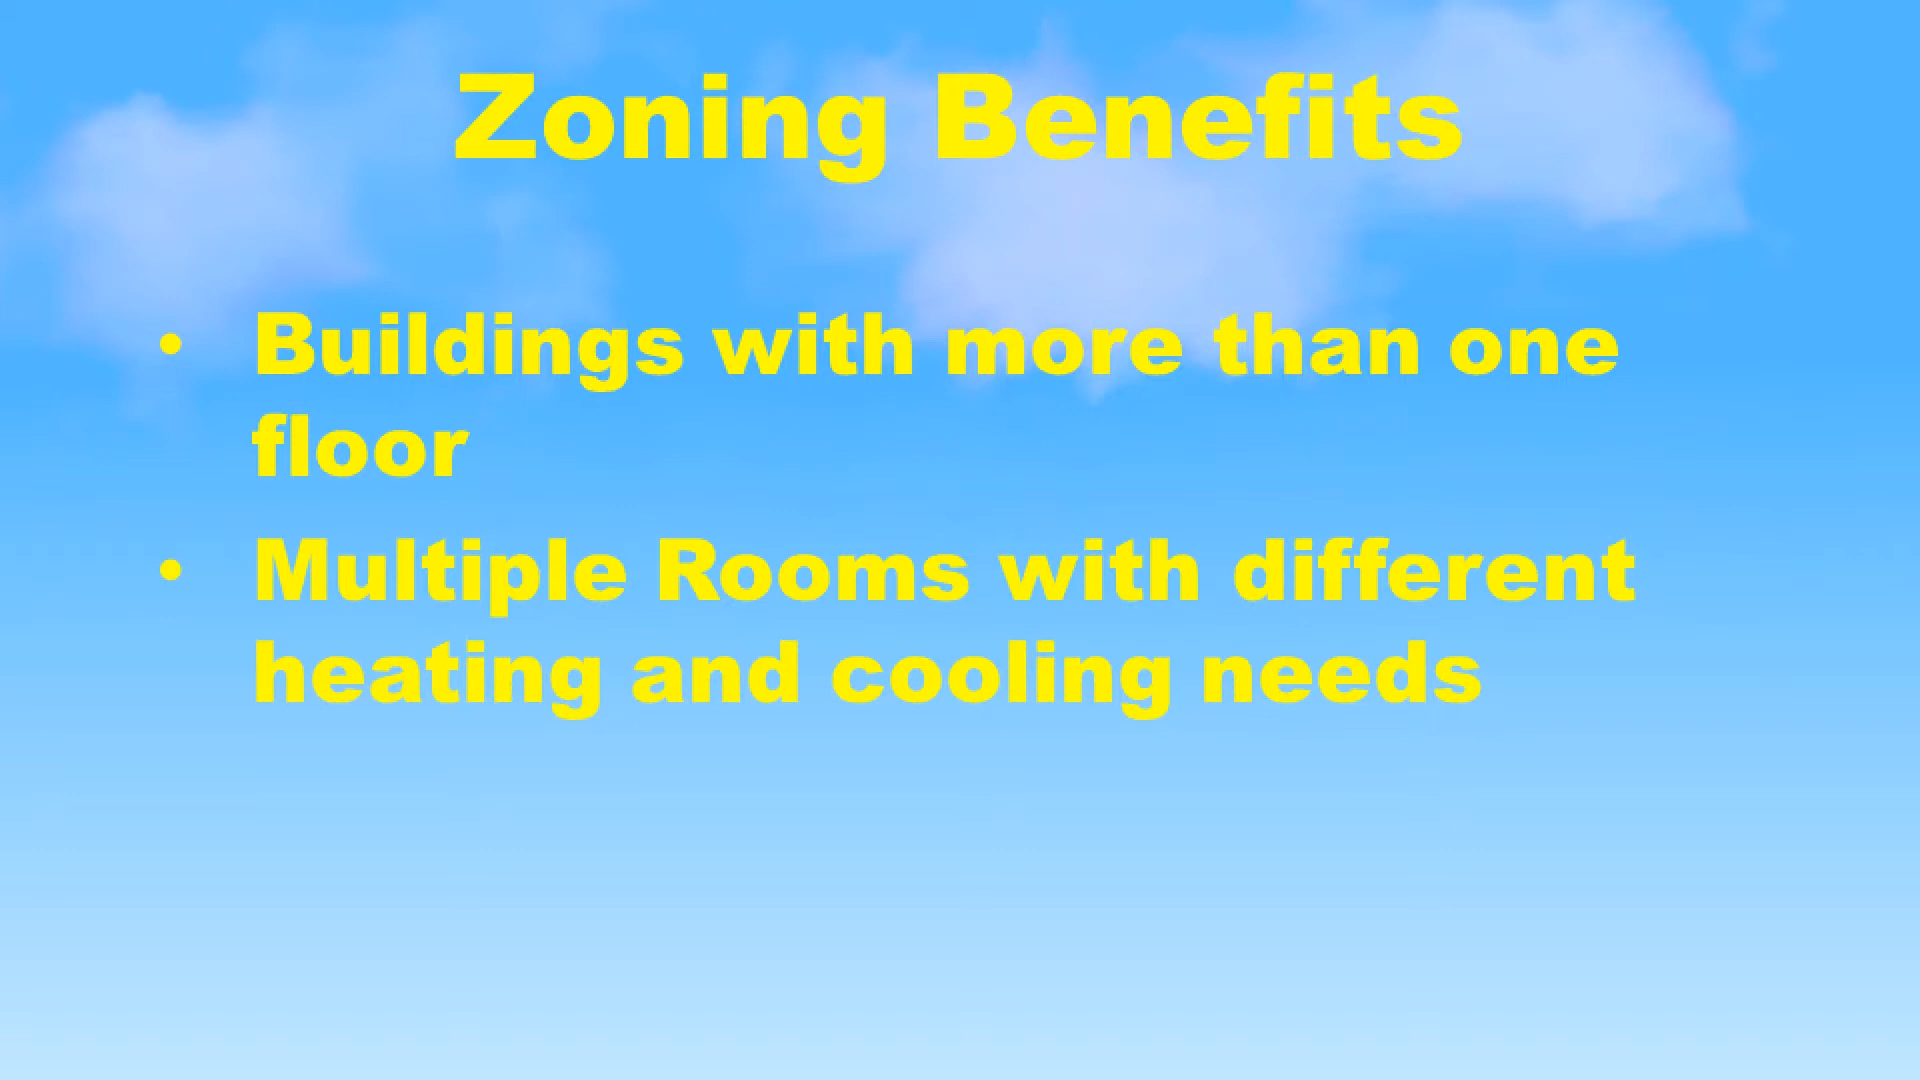 Zoning Benefits
• Buildings with more than one
floor
• Multiple Rooms with different
heating and cooling needs